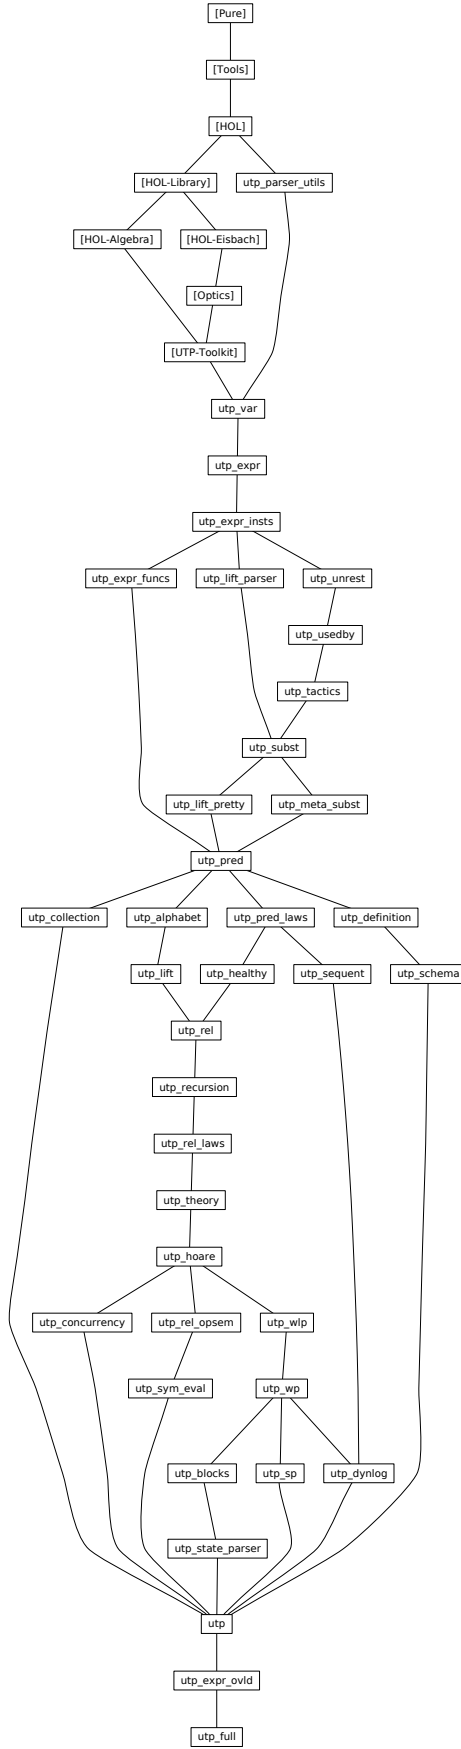 [Pure]
[Tools]
[HOL]
[HOL-Library]
utp_parser_utils
[HOL-Algebra]
[HOL-Eisbach]
[Optics]
[UTP-Toolkit]
utp_var
utp_expr
utp_expr_insts
utp_expr_funcs
utp_lift_parser
utp_unrest
utp_usedby
utp_tactics
utp_subst
utp_lift_pretty
utp_meta_subst
utp_pred
utp_collection
utp_alphabet
utp_pred_laws
utp_definition
utp_lift
utp_healthy
utp_sequent
utp_schema
utp_rel
utp_recursion
utp_rel_laws
utp_theory
utp_hoare
utp_concurrency
utp_rel_opsem
utp_wlp
utp_sym_eval
utp_wp
utp_blocks
utp_sp
utp_dynlog
utp_state_parser
utp
utp_expr_ovld
utp_full